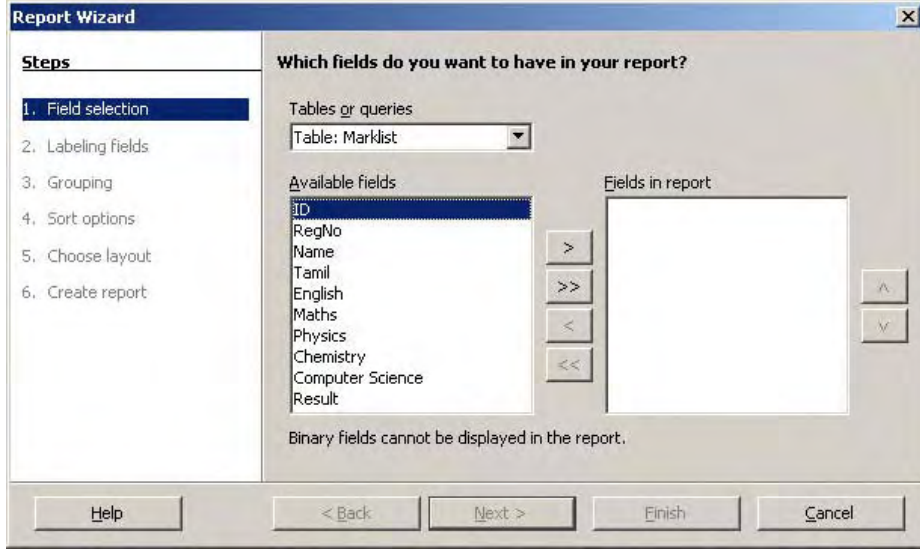 Report Wizard
Steps
1. Field selection
2. Labeling fields
3. Grouping
4. Sort options
5. Choose layout
6. Create report
Which fields do you want to have in your report?
Tables or queries
Table: Marklist
Available fields
ID
RegNo
Name
Tamil
English
Maths
Physics
Chemistry
Computer Science
Result
>
>>
<
<<
Fields in report
^
v
Binary fields cannot be displayed in the report.
Help
< Back
Next >
Finish
Cancel